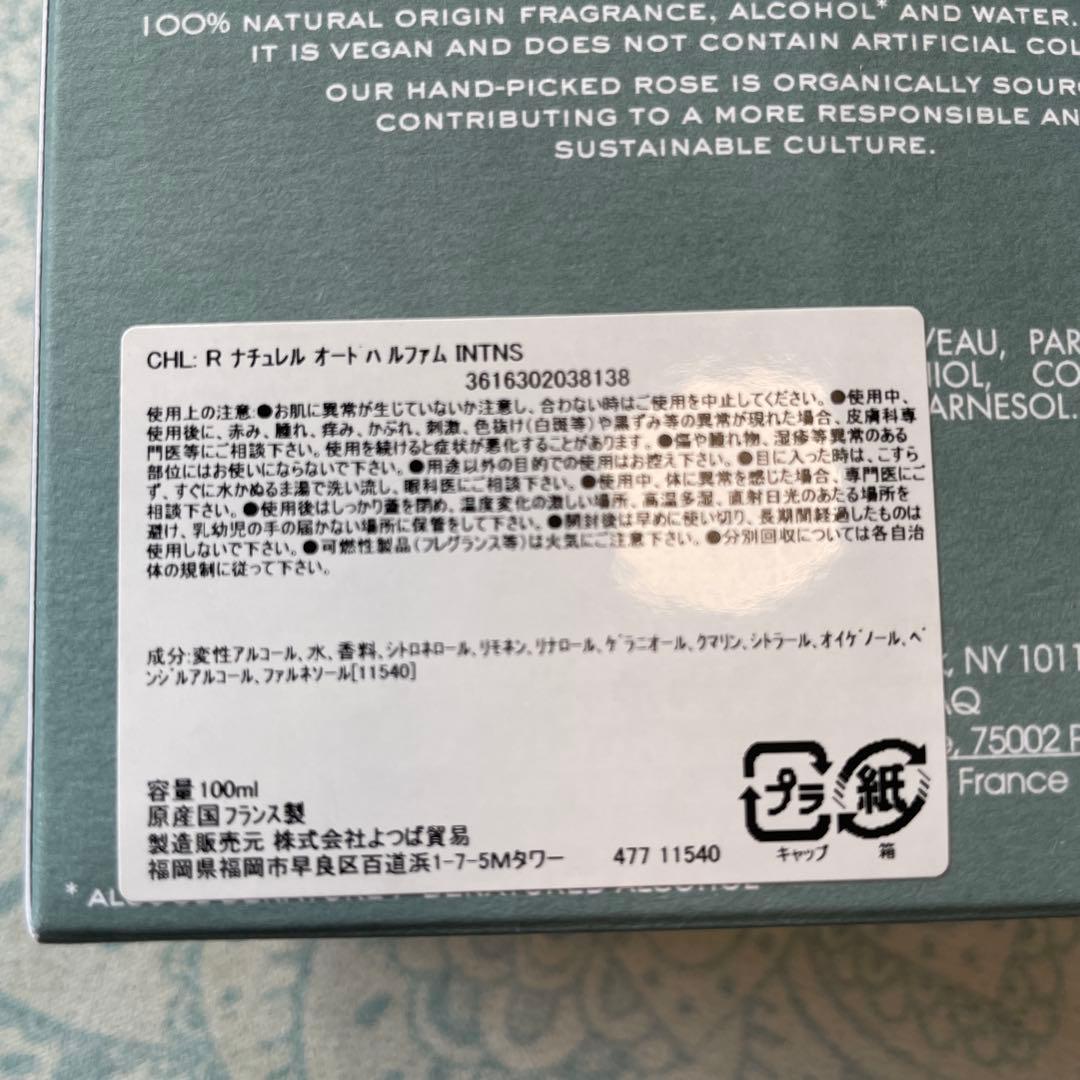 100% NATURAL ORIGIN FRAGRANCE, ALCOHOL* AND WATER.
IT IS VEGAN AND DOES NOT CONTAIN ARTIFICIAL COL
OUR HAND-PICKED ROSE IS ORGANICALLY SOUR
CONTRIBUTING TO A MORE RESPONSIBLE AN
SUSTAINABLE CULTURE.
VEAU, PAR
NIOL, CO
ARNESOL.
CHL: R ナチュレル オードパルファム INTNS
3616302038138
使用上の注意:●お肌に異常が生じていないか注意し、合わない時はご使用を中止してください。●使用中、
使用後に、赤み、腫れ、痒み、かぶれ、刺激、色抜け(白斑等)や黒ずみ等の異常が現れた場合、皮膚科専
門医等にご相談下さい。使用を続けると症状が悪化することがあります。●傷や腫れ物、湿疹等異常のある
部位にはお使いにならないで下さい。●用途以外の目的での使用はお控え下さい。●目に入った時は、こすら
ず、すぐに水かぬるま湯で洗い流し、眼科医にご相談下さい。●使用中、体に異常を感じた場合、専門医にご
相談下さい。●使用後はしっかり蓋を閉め、温度変化の激しい場所、高温多湿、直射日光のあたる場所を
避け、乳幼児の手の届かない場所に保管をして下さい。●開封後は早めに使い切り、長期間経過したものは
使用しないで下さい。●可燃性製品(フレグランス等)は火気にご注意下さい。●分別回収については各自治
体の規制に従って下さい。
成分:変性アルコール、水、香料、シトロネロール、リモネン、リナロール、ゲラニオール、クマリン、シトラール、オイゲノール、ベ
ンジルアルコール、ファルネソール[11540]
, NY 1011
AQ
, 75002 P
France
容量 100ml
原産国 フランス製
製造販売元 株式会社よつば貿易
福岡県福岡市早良区百道浜1-7-5Mタワー
477 11540
プラ
キャップ
紙
箱